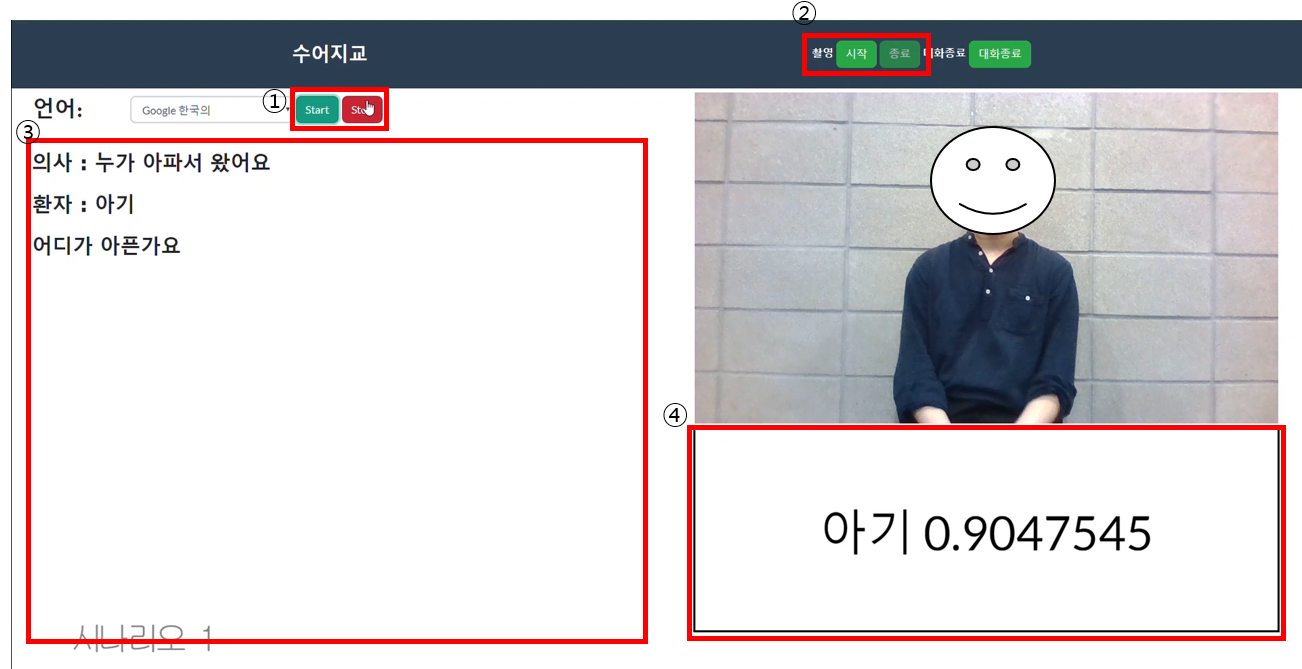 ②
수어지교
촬영 시작 종료 대화종료 대화종료
언어: Google 한국의 ① Start Sto
③
의사 : 누가 아파서 왔어요
환자 : 아기
어디가 아픈가요
④
아기 0.9047545
시나리오 1